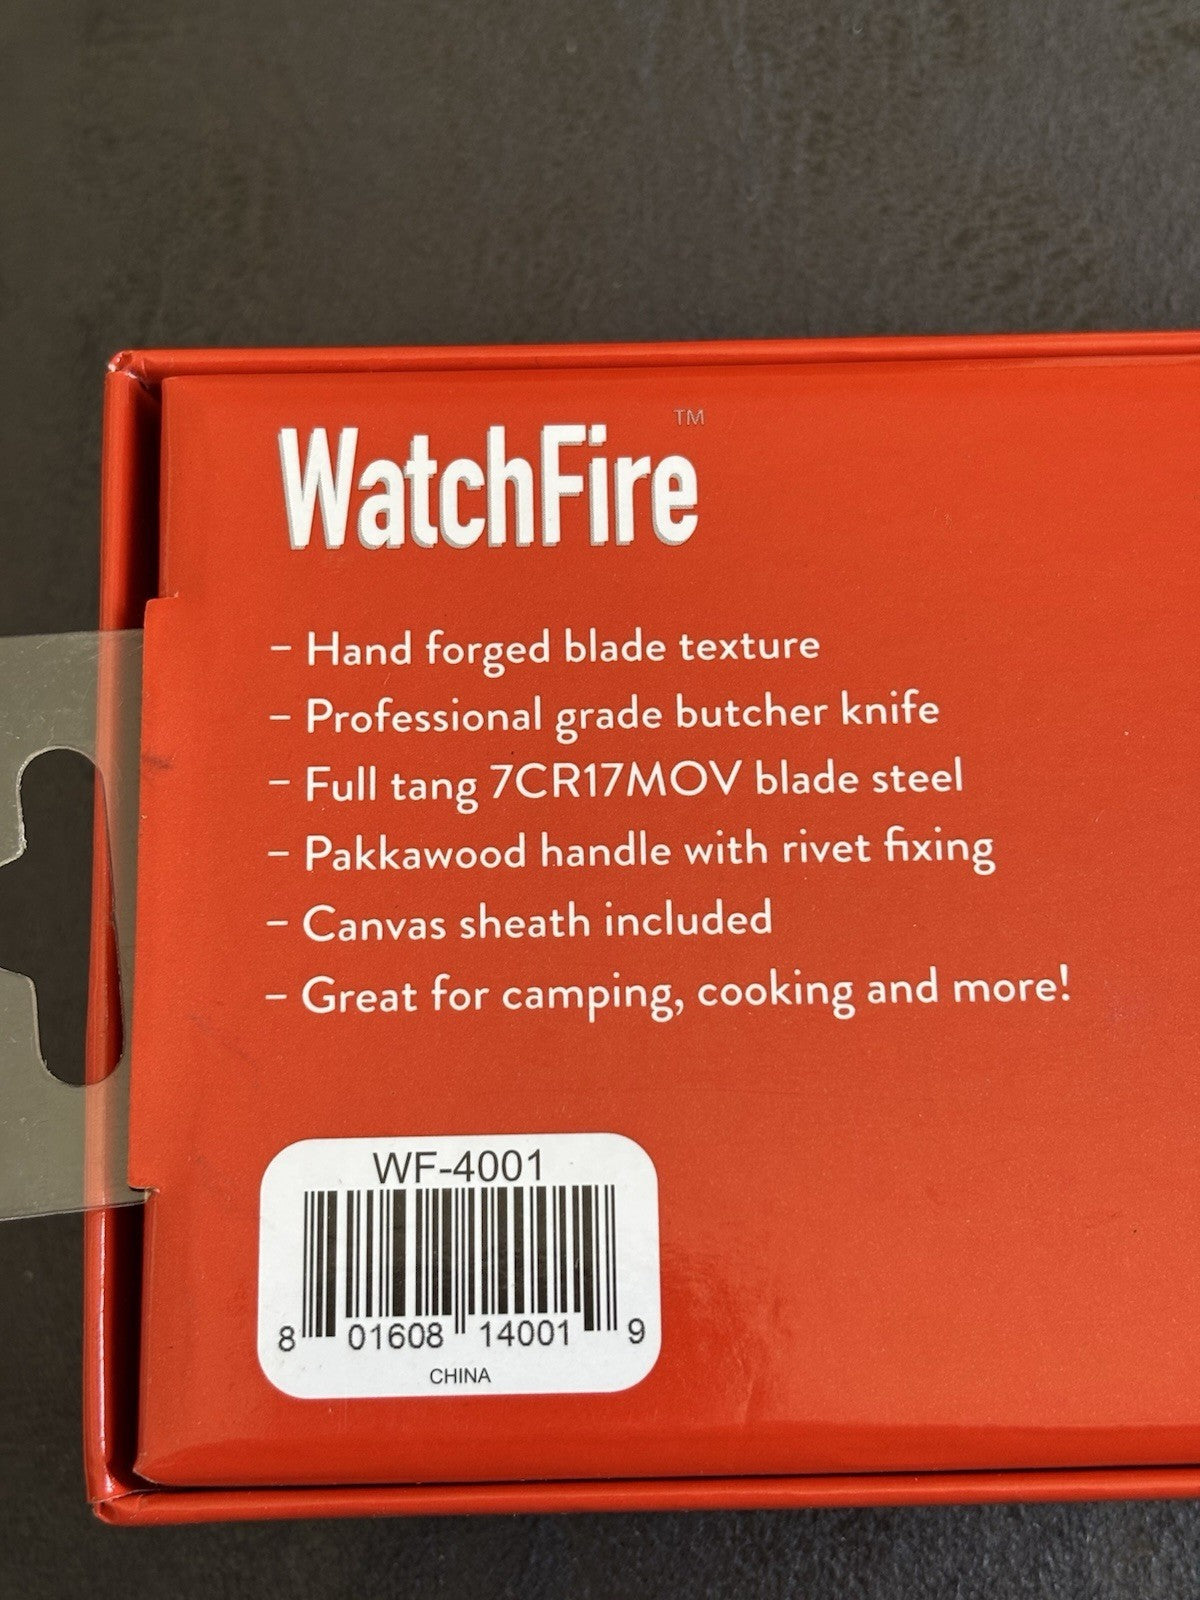 WatchFire™
– Hand forged blade texture
– Professional grade butcher knife
– Full tang 7CR17MOV blade steel
– Pakkawood handle with rivet fixing
– Canvas sheath included
– Great for camping, cooking and more!
WF-4001
8 01608 14001 9
CHINA